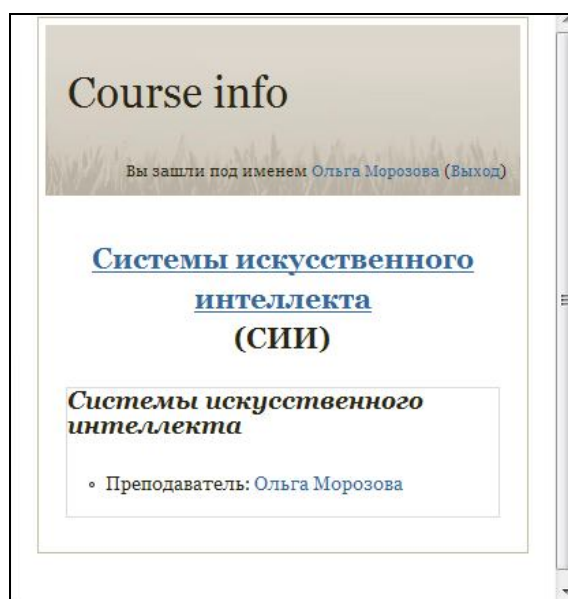 Course info
Вы зашли под именем Ольга Морозова (Выход)
Системы искусственного
интеллекта
(СИИ)
Системы искусственного
интеллекта
Преподаватель: Ольга Морозова